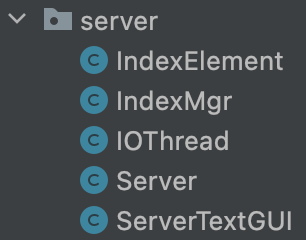 server
C IndexElement
C IndexMgr
C IOThread
C Server
C ServerTextGUI